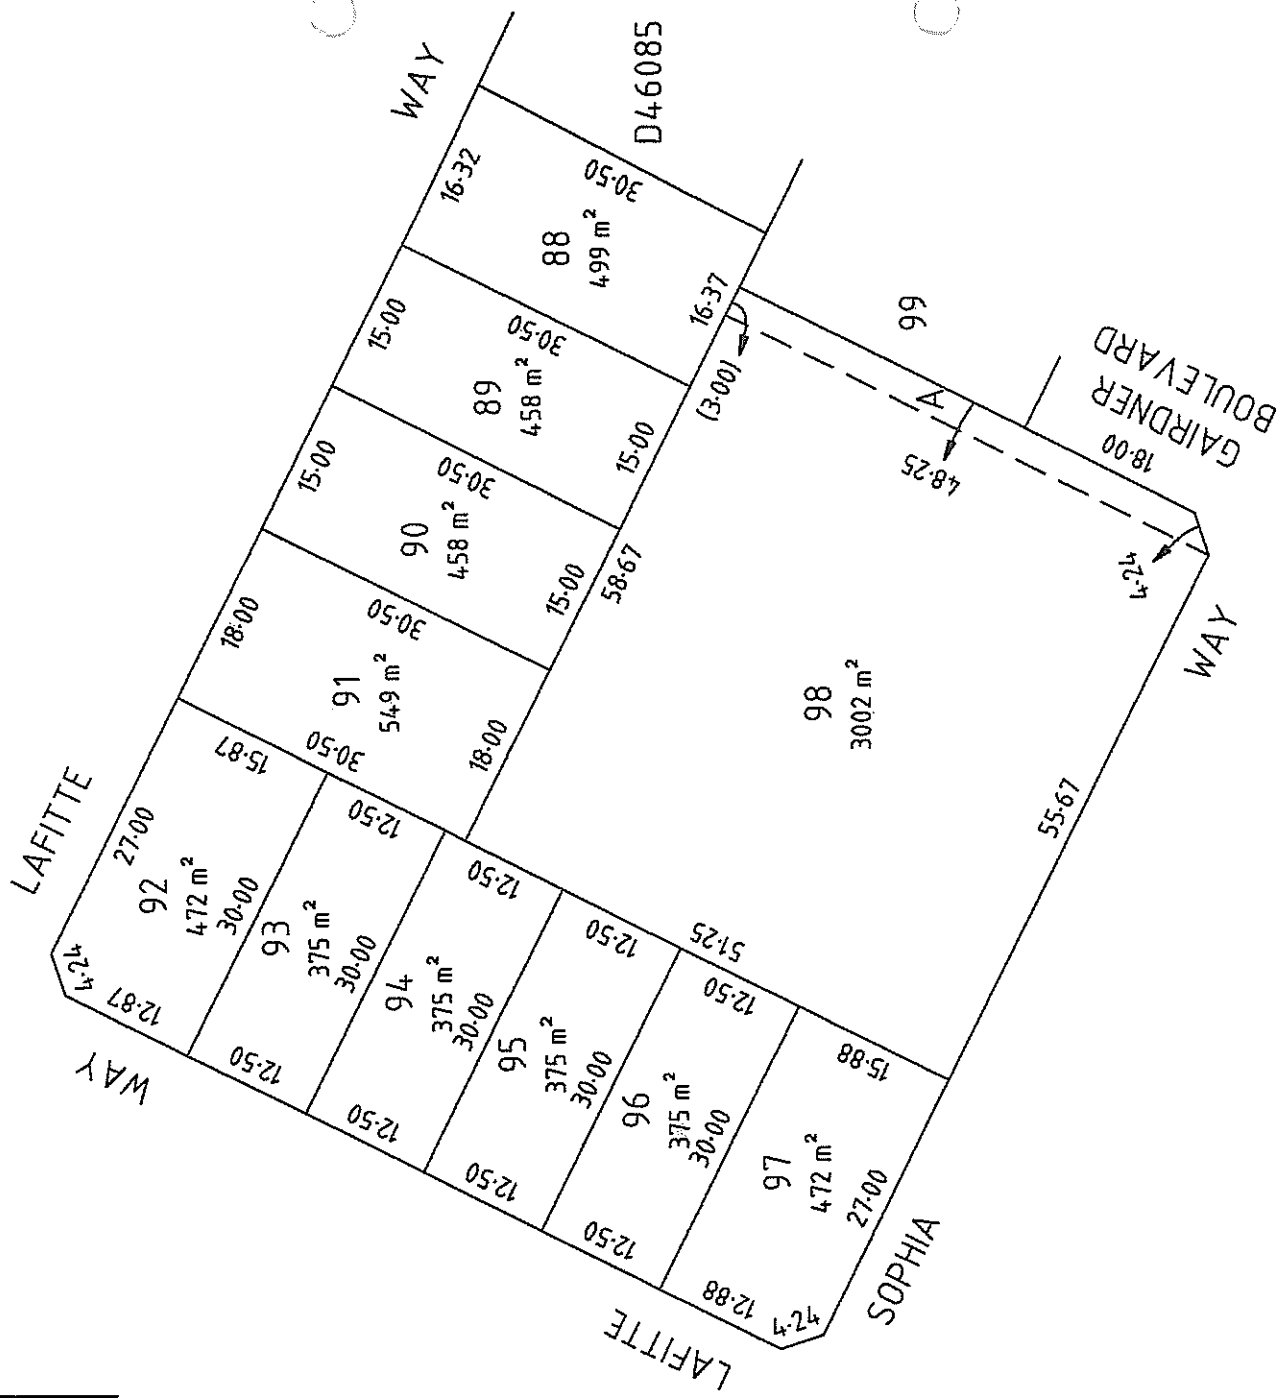 WAY
D46085
16·32
30·50
88
499 m²
16·37
15·00
30·50
89
458 m²
15·00
(3·00)
99
A
48·25
GAIRDNER
BOULEVARD
18·00
4·24
15·00
30·50
90
458 m²
15·00
58·67
18·00
30·50
91
549 m²
18·00
30·50
98
3002 m²
WAY
55·67
51·25
LAFITTE
27·00
92
472 m²
30·00
15·87
4·24
12·87
WAY
93
375 m²
30·00
12·50
12·50
94
375 m²
30·00
12·50
12·50
95
375 m²
30·00
12·50
12·50
96
375 m²
30·00
12·50
12·50
97
472 m²
15·88
27·00
12·88
4·24
SOPHIA
LAFITTE